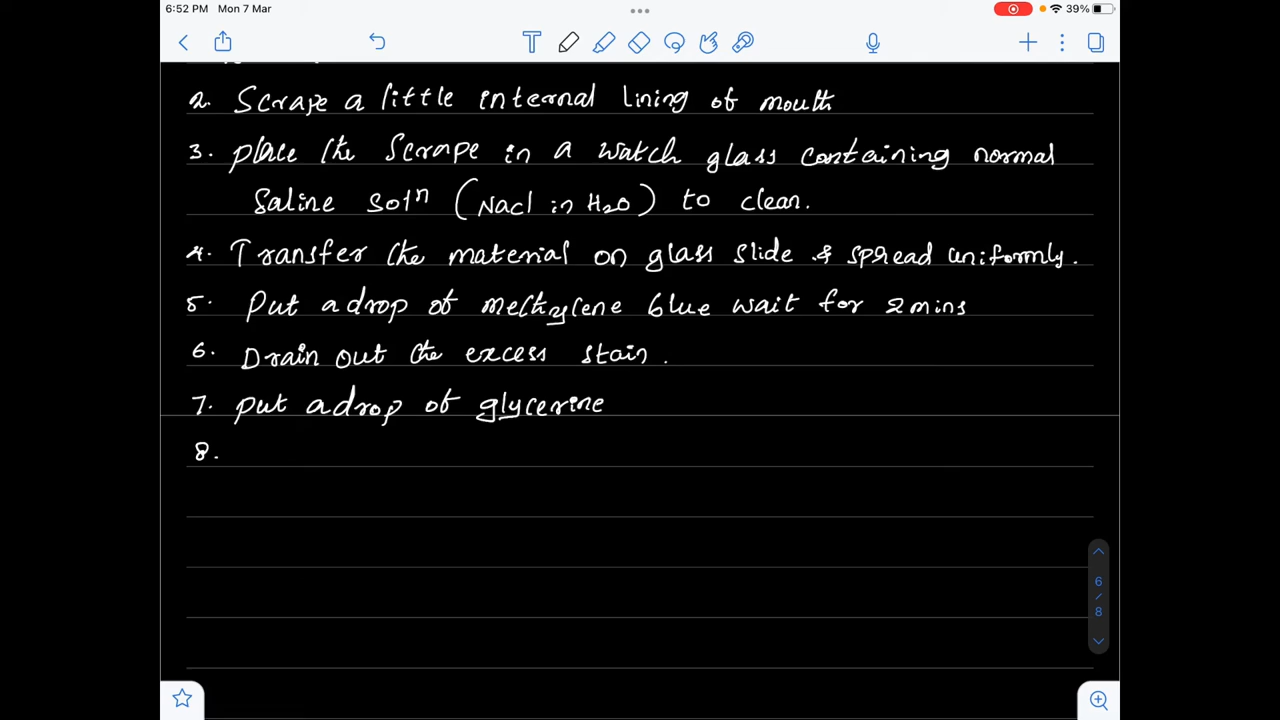 6:52 PM Mon 7 Mar
39%
2. Scrape a little internal lining of mouth
3. place the scrape in a watch glass containing normal
saline solⁿ (Nacl in H₂O) to clean.
4. Transfer the material on glass slide & spread uniformly.
5. Put a drop of methylene blue wait for 2 mins
6. Drain out the excess stain.
7. put a drop of glycerine
8.
6
/
8